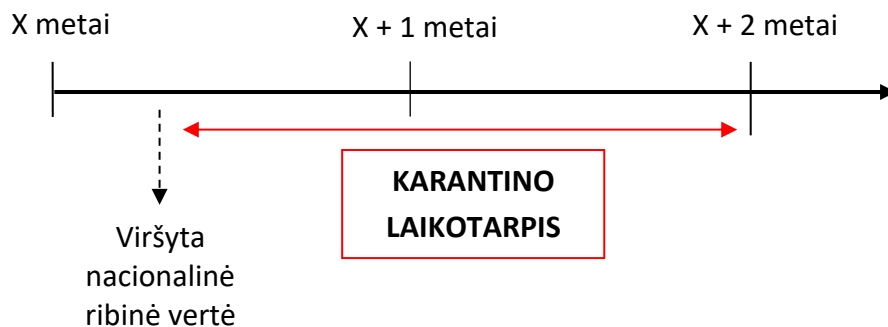 X metai
X + 1 metai
X + 2 metai
KARANTINO
LAIKOTARPIS
Viršyta
nacionalinė
ribinė vertė